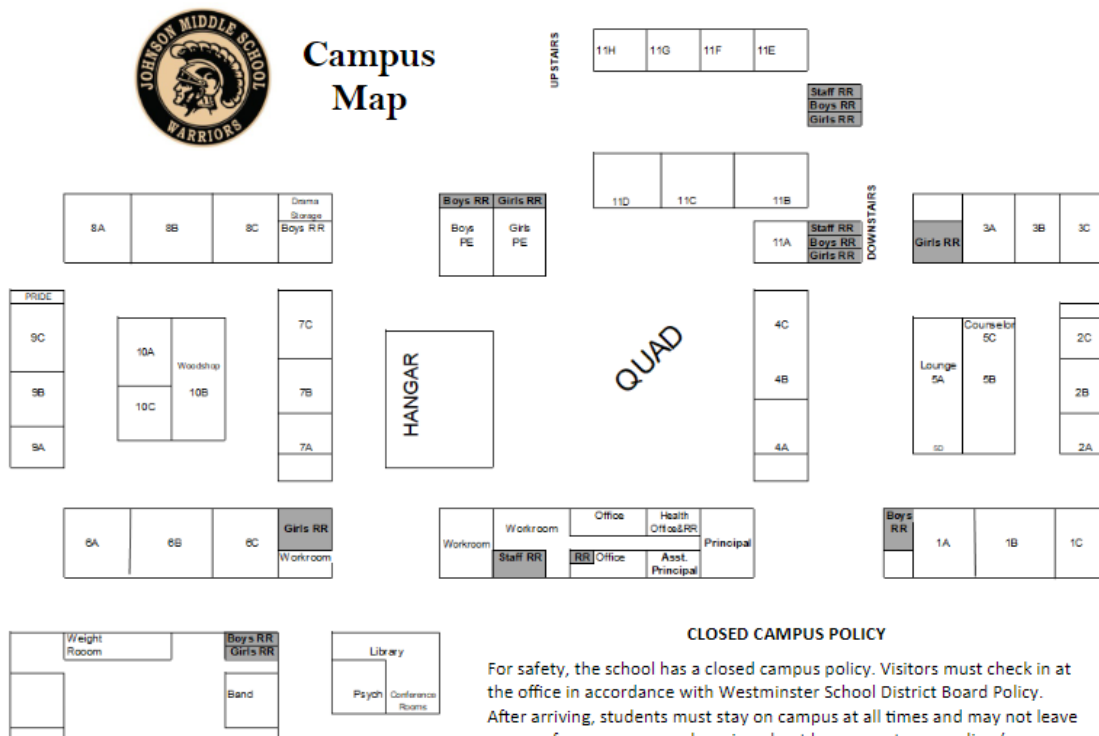 JOHNSON MIDDLE SCHOOL
WARRIORS
Campus
Map
UPSTAIRS
11H 11G 11F 11E
Staff RR
Boys RR
Girls RR
11D 11C 11B
DOWNSTAIRS
11A
Staff RR
Boys RR
Girls RR
8A 8B 8C
Drama
Storage
Boys RR
Boys RR Girls RR
Boys
PE
Girls
PE
Girls RR
3A 3B 3C
PRIDE
9C
9B
9A
10A
10C
Woodshop
10B
7C
7B
7A
HANGAR
QUAD
4C
4B
4A
Lounge
5A
5D
Counselor
5C
5B
2C
2B
2A
6A 6B 6C
Girls RR
Workroom
Workroom
Workroom
Staff RR
Office
RR Office
Health
Office&RR
Asst.
Principal
Principal
Boys
RR
1A 1B 1C
Weight
Rooom
Boys RR
Girls RR
Band
Library
Psych
Conference
Rooms
CLOSED CAMPUS POLICY
For safety, the school has a closed campus policy. Visitors must check in at
the office in accordance with Westminster School District Board Policy.
After arriving, students must stay on campus at all times and may not leave